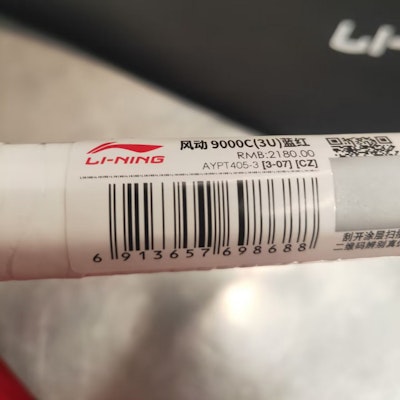 LI-NING
风动 9000C(3U)蓝红
RMB:2180.00
AYPT405-3 [3-07] [CZ]
6 913657 698688
刮开涂层扫描
二维码辨别真伪